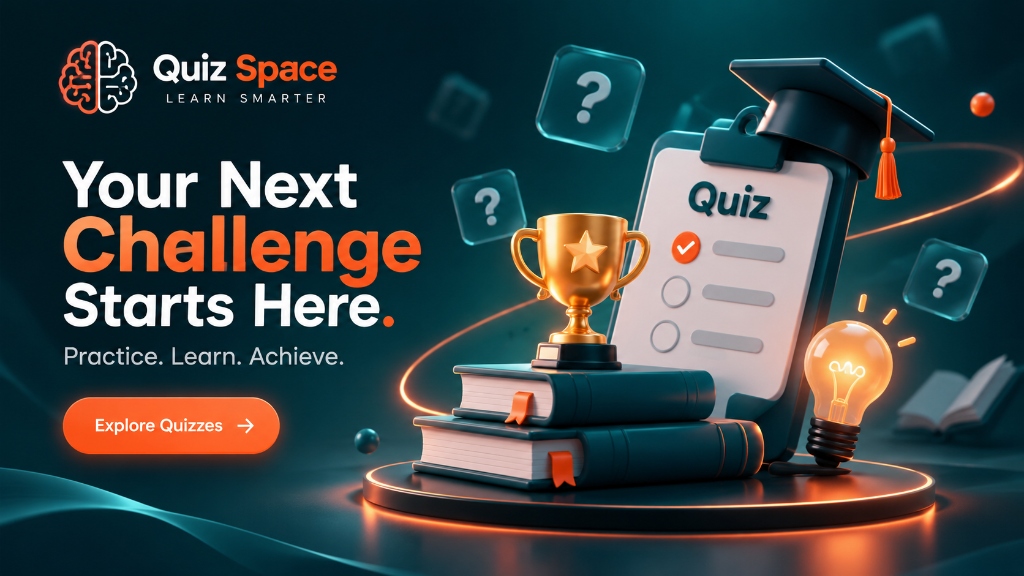 Quiz Space
LEARN SMARTER
Your Next
Challenge
Starts Here.
Practice. Learn. Achieve.
Explore Quizzes →
?
?
?
Quiz